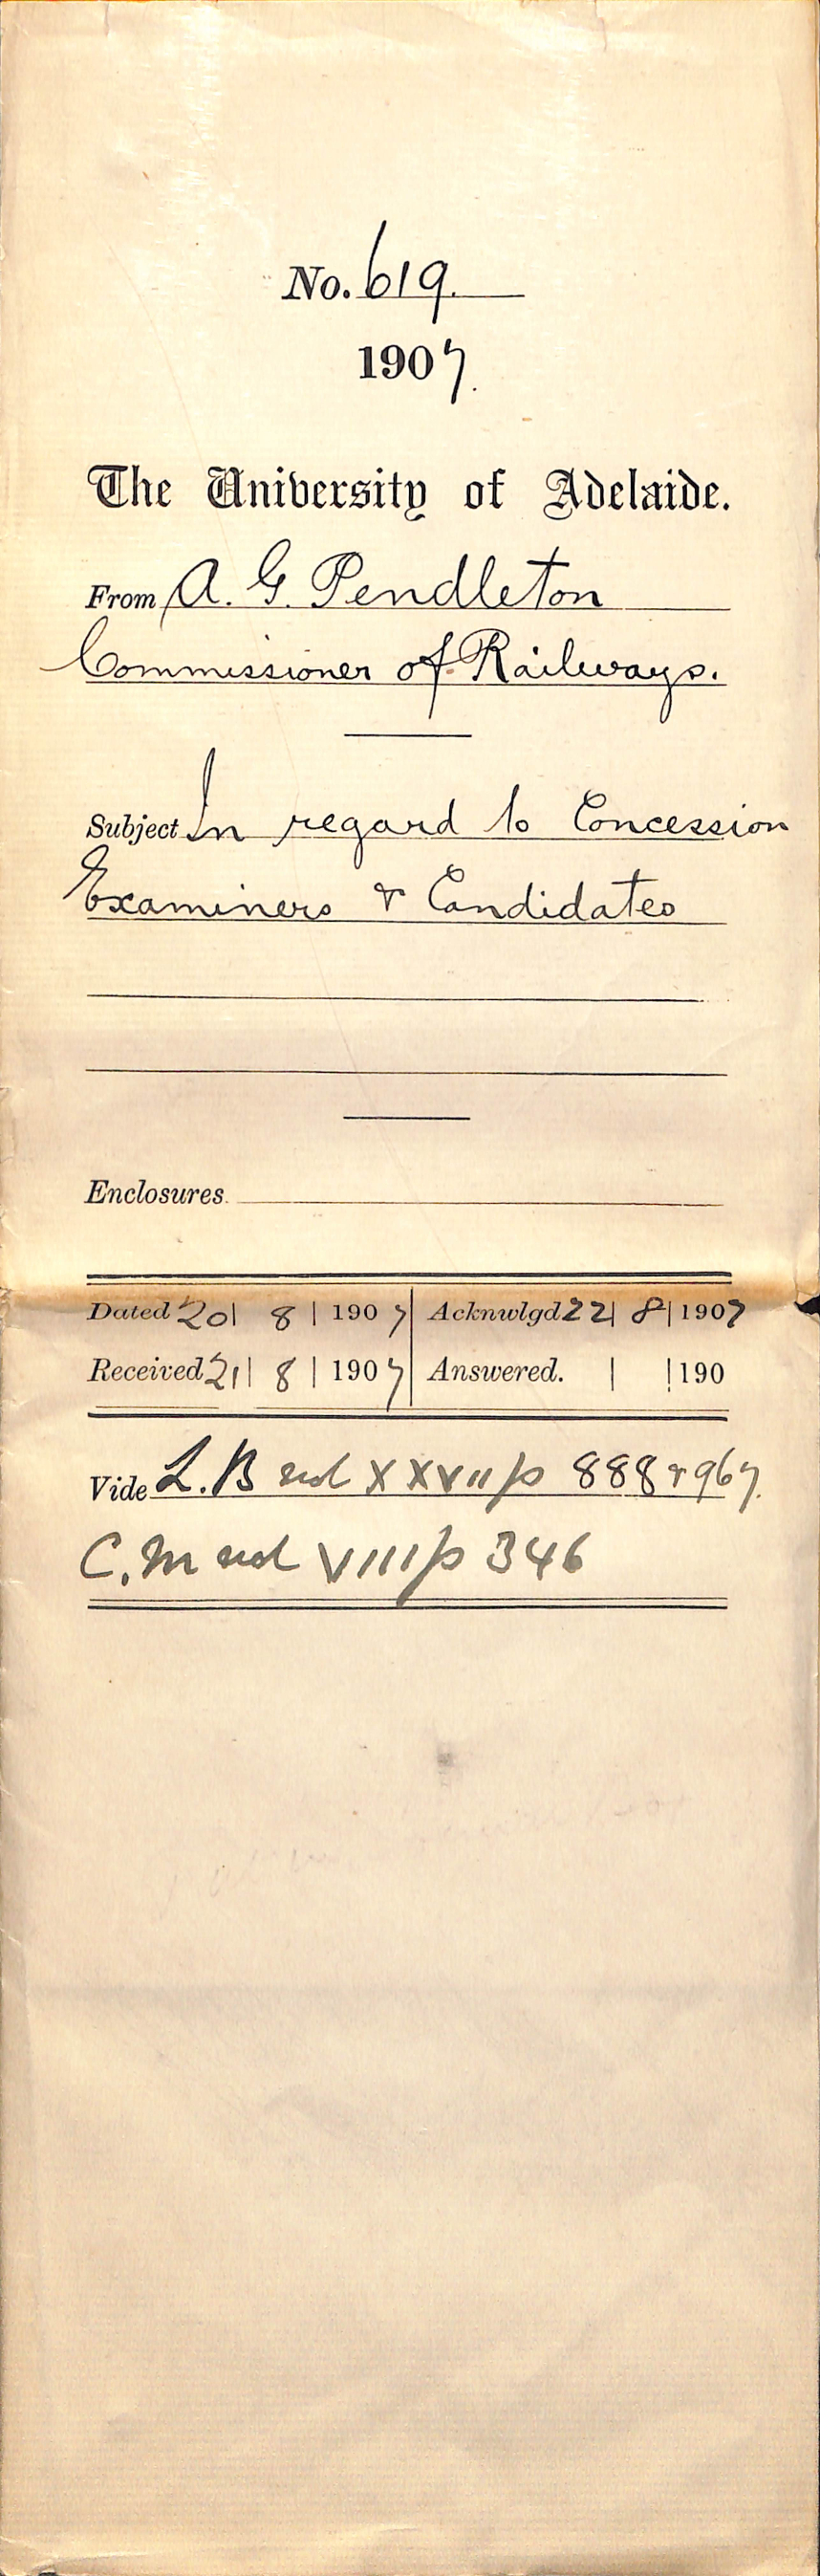 No. 619.
1907.
The University of Adelaide.
From A. G. Pendleton
Commissioner of Railways.
Subject In regard to Concession
Examiners & Candidates
Enclosures
Dated 20| 8 | 1907 | Acknwlgd 22| 8 |1907
Received 21| 8 | 1907 | Answered. | |190
Vide L.B vol XXVII p 888 & 967.
C.M vol VIII p 346